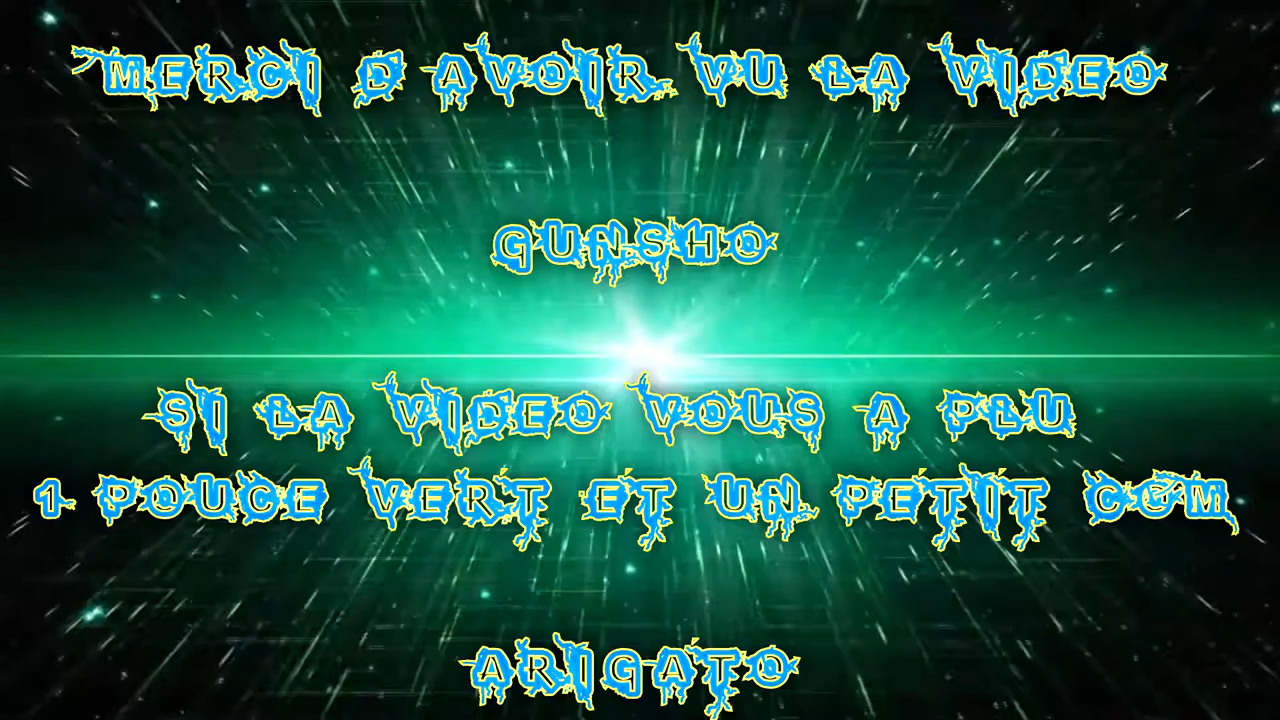 MERCI D AVOIR VU LA VIDEO
GUNSHO
SI LA VIDEO VOUS A PLU
1 POUCE VERT ET UN PETIT COM
ARIGATO